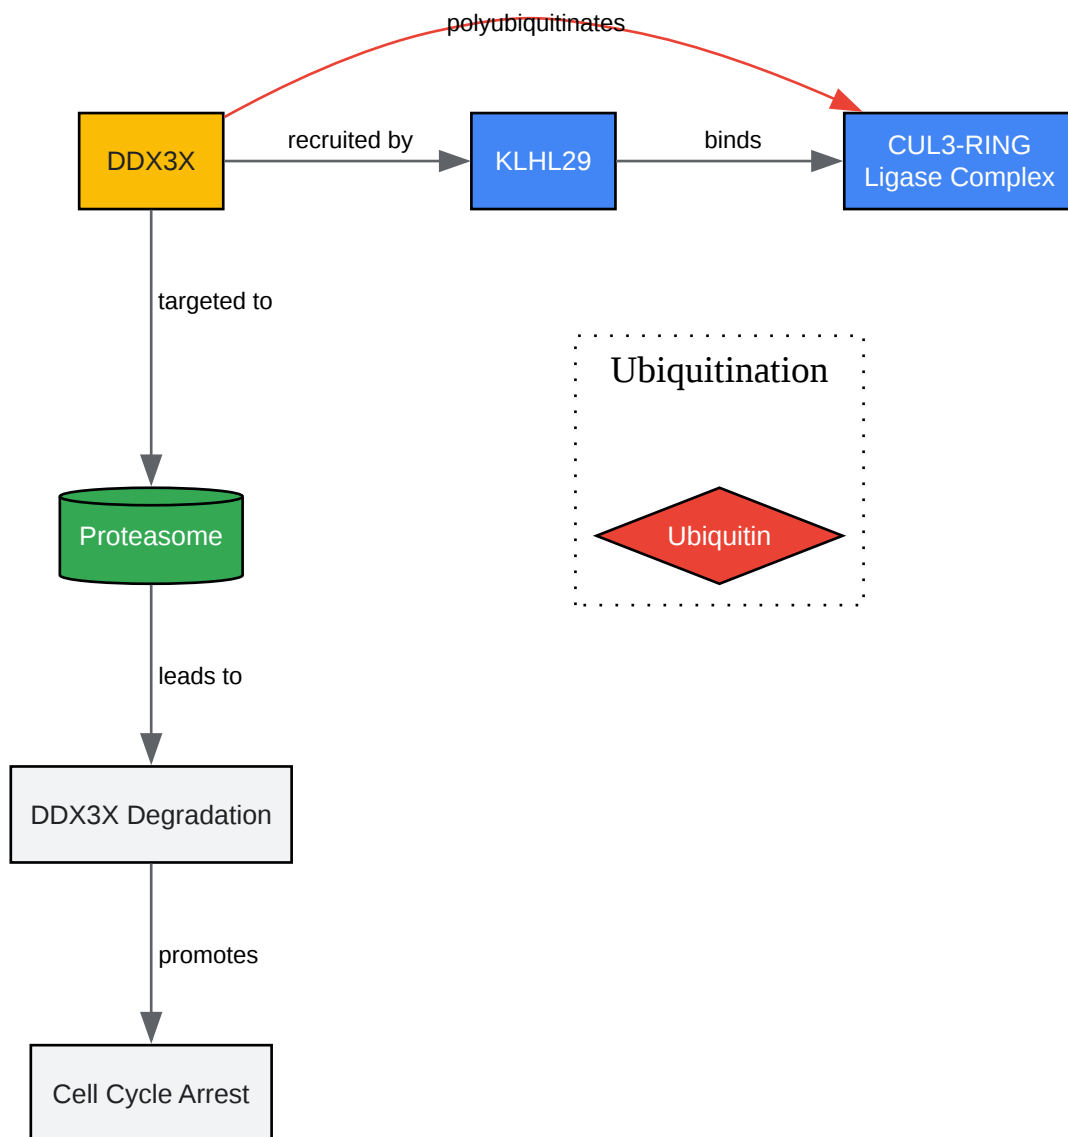 polyubiquitinates
DDX3X
recruited by
KLHL29
binds
CUL3-RING
Ligase Complex
targeted to
Ubiquitination
Proteasome
Ubiquitin
leads to
DDX3X Degradation
promotes
Cell Cycle Arrest